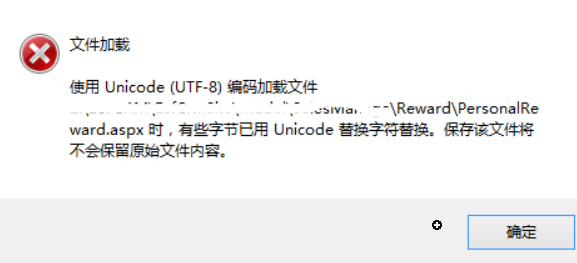 文件加载
使用 Unicode (UTF-8) 编码加载文件
\Reward\PersonalRe
ward.aspx 时，有些字节已用 Unicode 替换字符替换。保存该文件将
不会保留原始文件内容。
确定